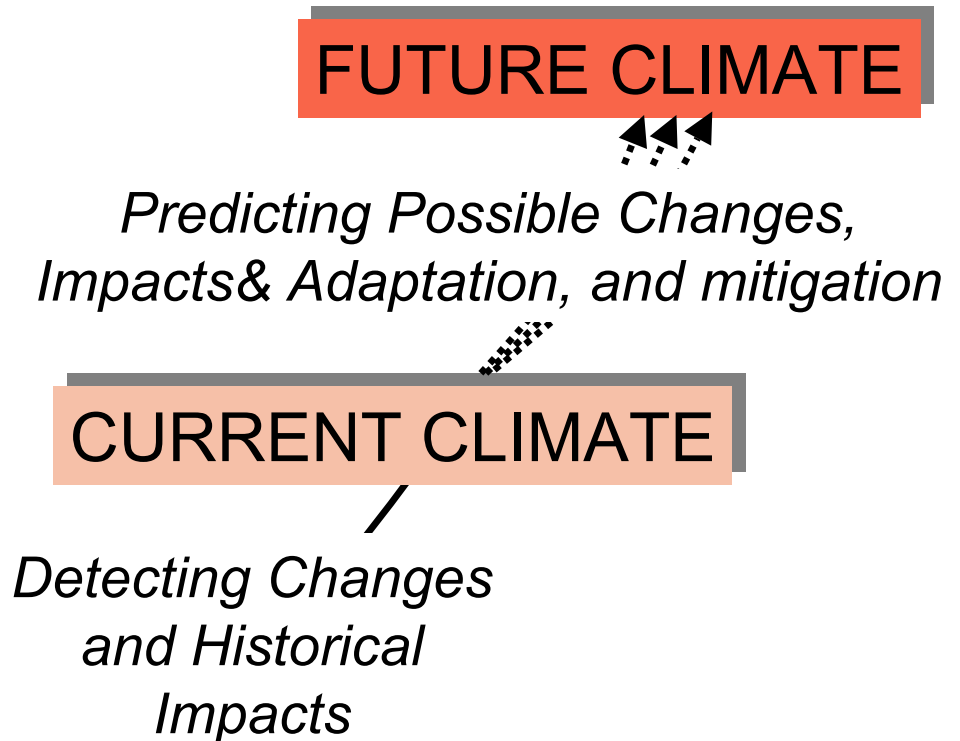 FUTURE CLIMATE
Predicting Possible Changes,
Impacts& Adaptation, and mitigation
CURRENT CLIMATE
Detecting Changes
and Historical
Impacts